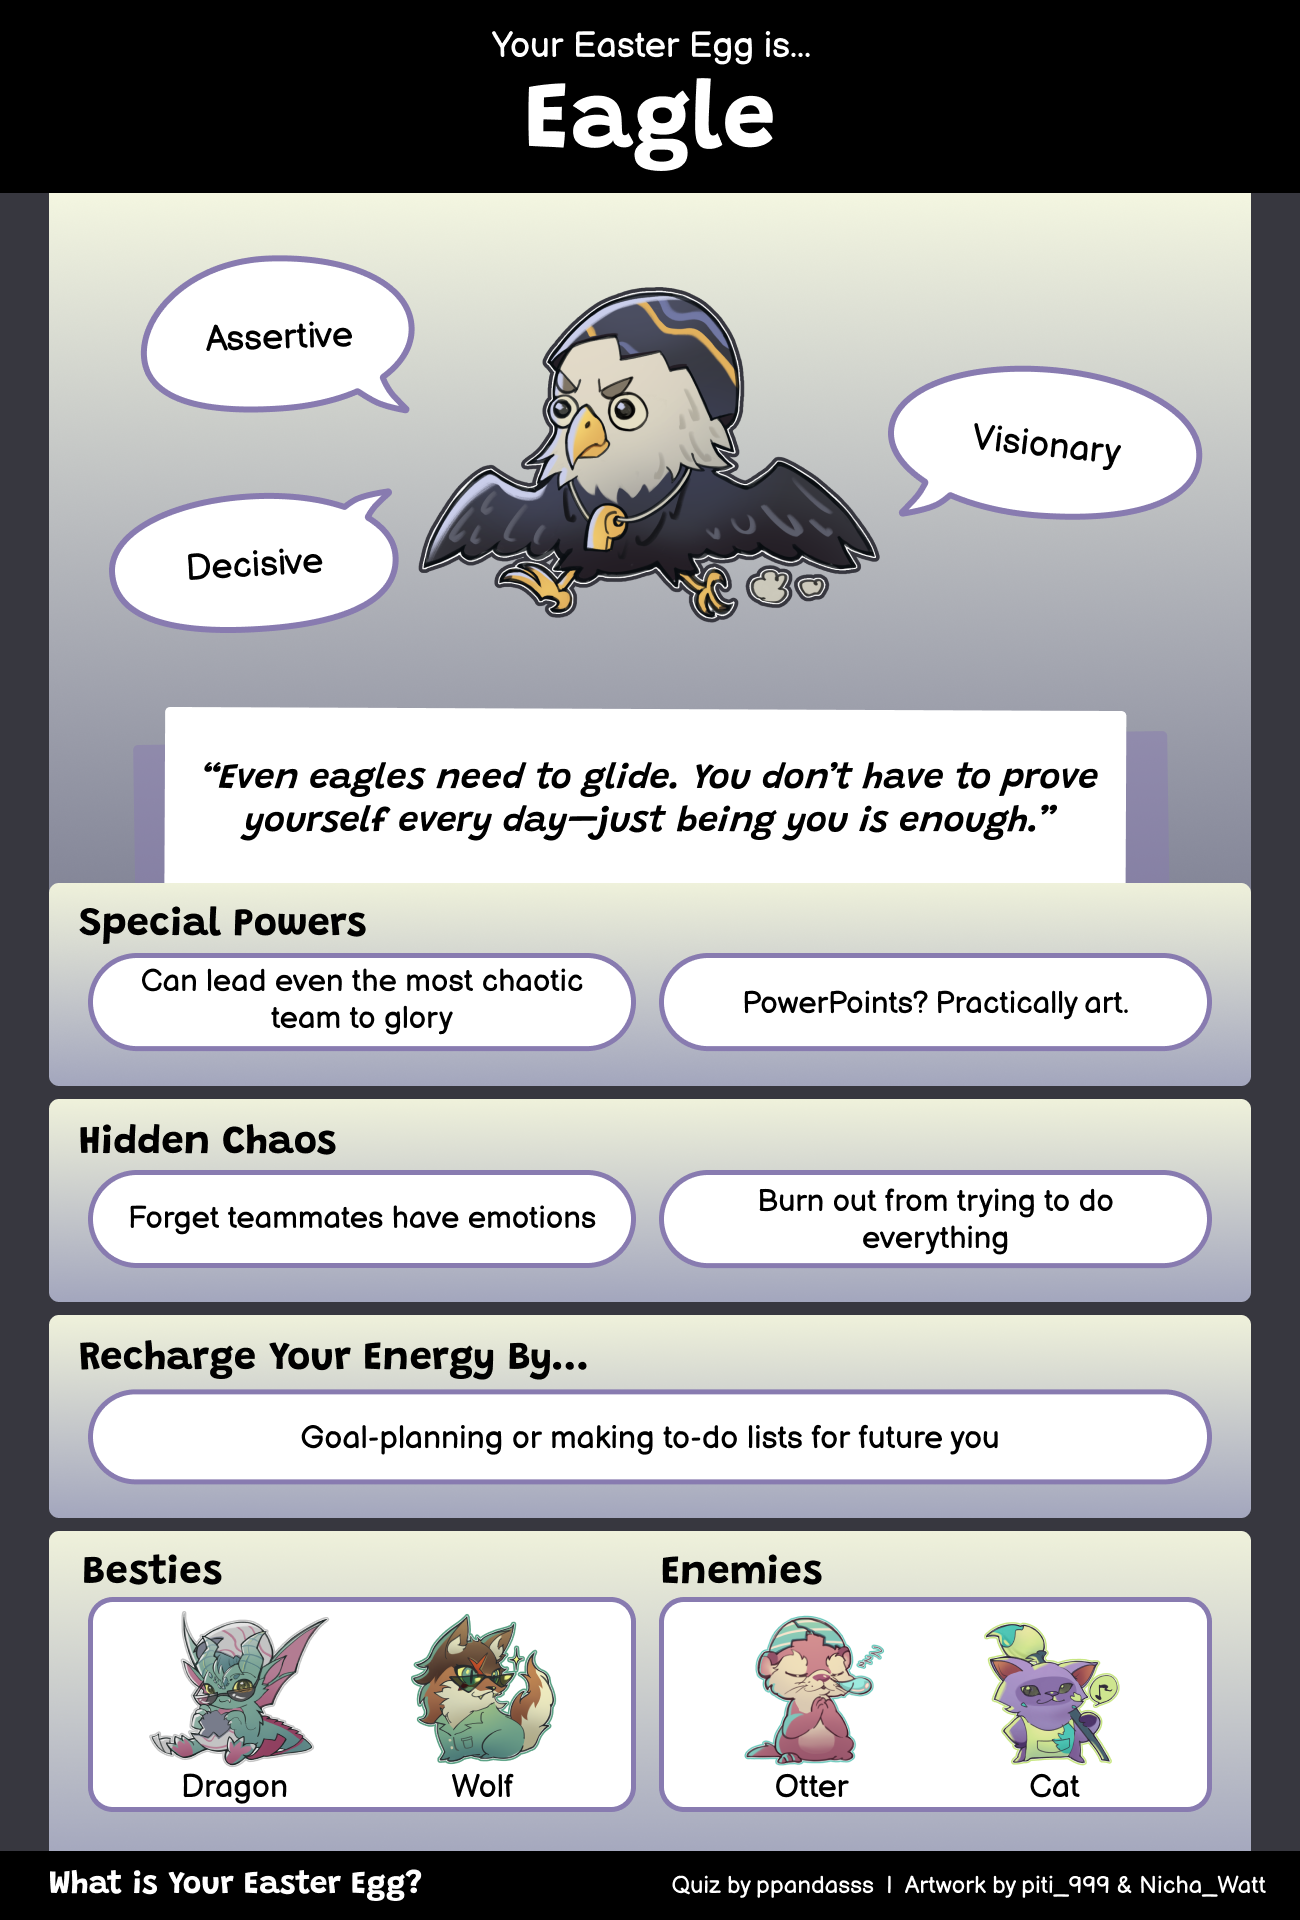 Your Easter Egg is...
Eagle
Assertive
Visionary
Decisive
“Even eagles need to glide. You don’t have to prove
yourself every day—just being you is enough.”
Special Powers
Can lead even the most chaotic
team to glory
PowerPoints? Practically art.
Hidden Chaos
Forget teammates have emotions
Burn out from trying to do
everything
Recharge Your Energy By...
Goal-planning or making to-do lists for future you
Besties
Enemies
Dragon
Wolf
Otter
Cat
What is Your Easter Egg?
Quiz by ppandasss | Artwork by piti_999 & Nicha_Watt